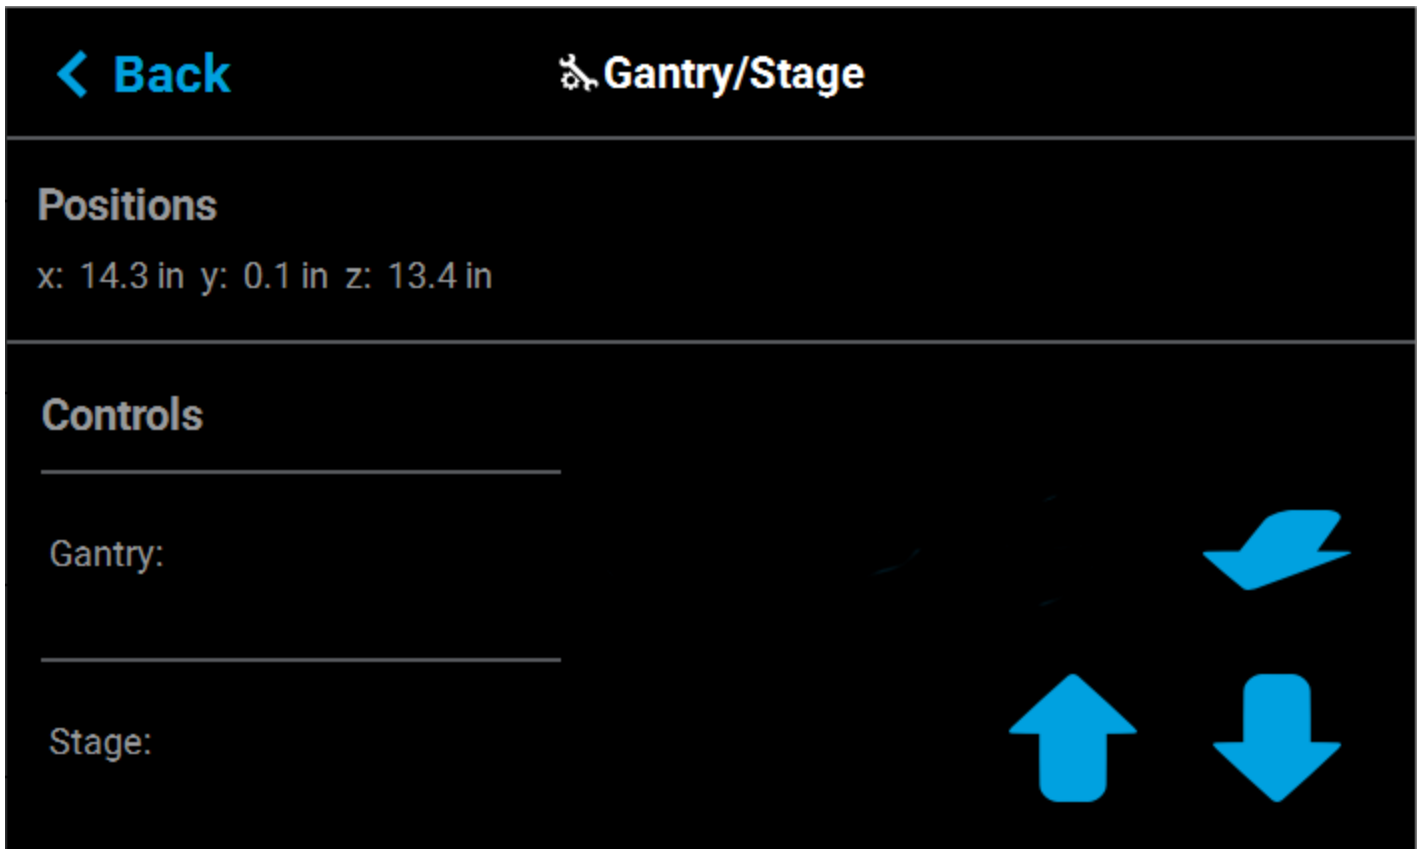 Back
Gantry/Stage
Positions
x: 14.3 in y: 0.1 in z: 13.4 in
Controls
Gantry:
Stage: